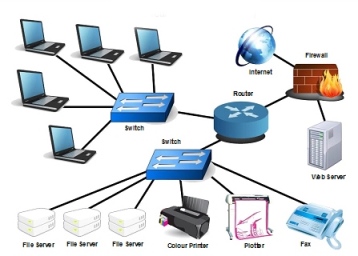 Internet
Firewall
Router
Switch
Switch
Web Server
File Server
File Server
File Server
Colour Printer
Plotter
Fax